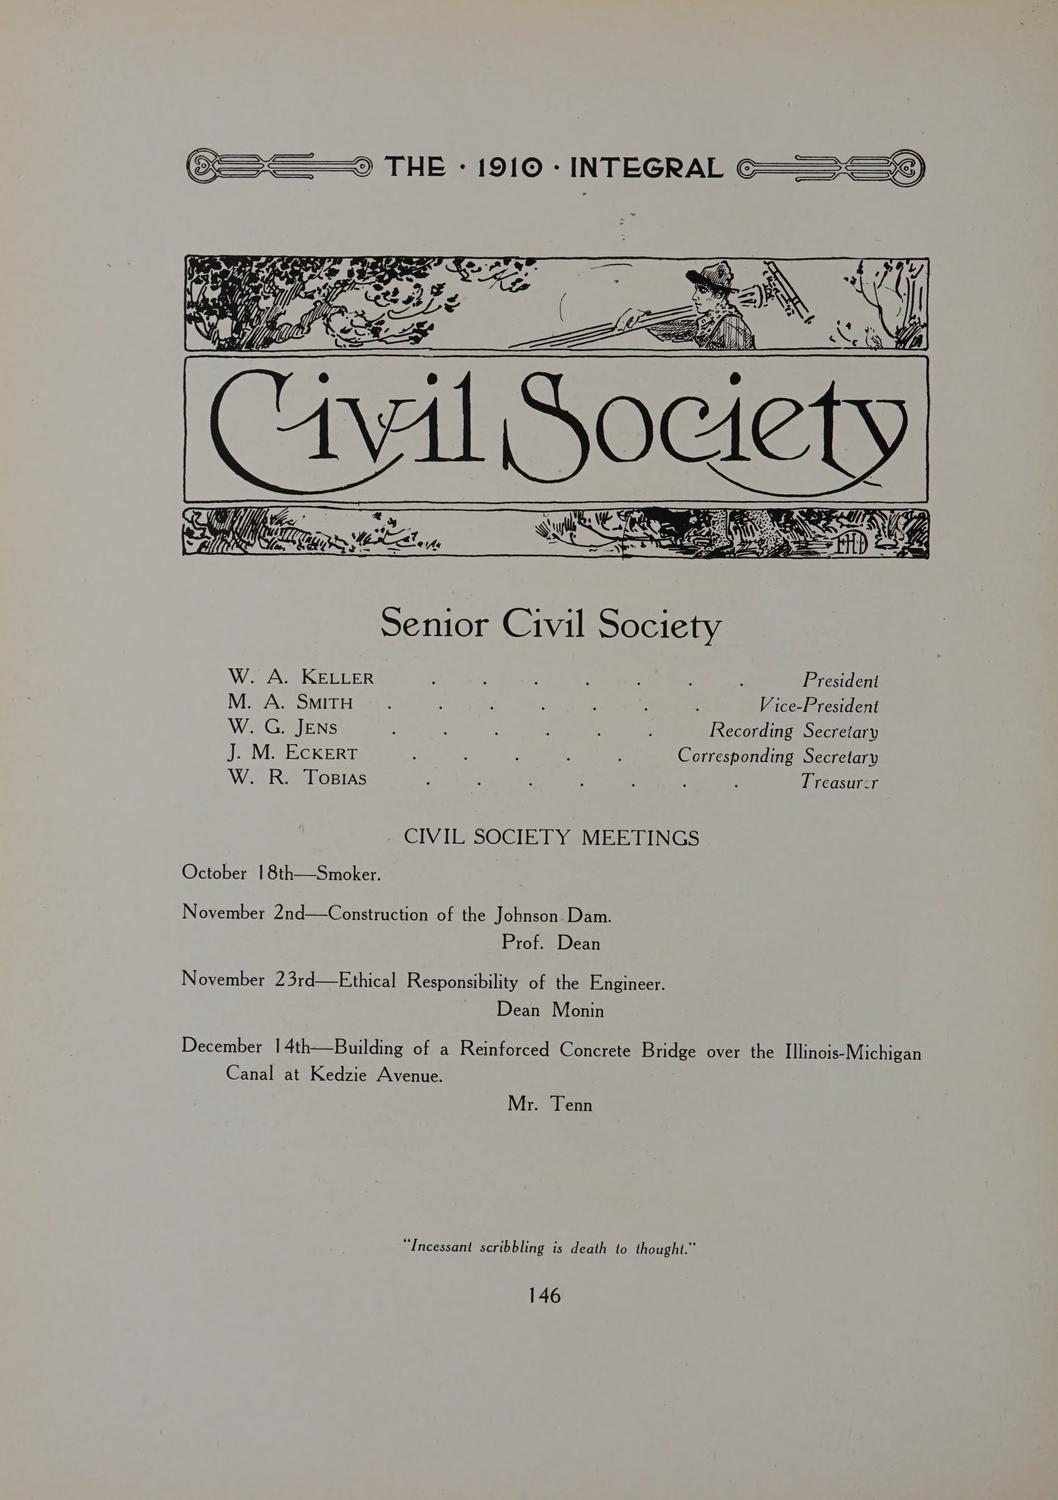 THE · 1910 · INTEGRAL
Civil Society
FHD
Senior Civil Society
W. A. KELLER . . . . . . . President
M. A. SMITH . . . . . . . Vice-President
W. G. JENS . . . . . . Recording Secretary
J. M. ECKERT . . . . . Corresponding Secretary
W. R. TOBIAS . . . . . . . Treasurer
CIVIL SOCIETY MEETINGS
October 18th—Smoker.
November 2nd—Construction of the Johnson Dam.
Prof. Dean
November 23rd—Ethical Responsibility of the Engineer.
Dean Monin
December 14th—Building of a Reinforced Concrete Bridge over the Illinois-Michigan
Canal at Kedzie Avenue.
Mr. Tenn
"Incessant scribbling is death to thought."
146